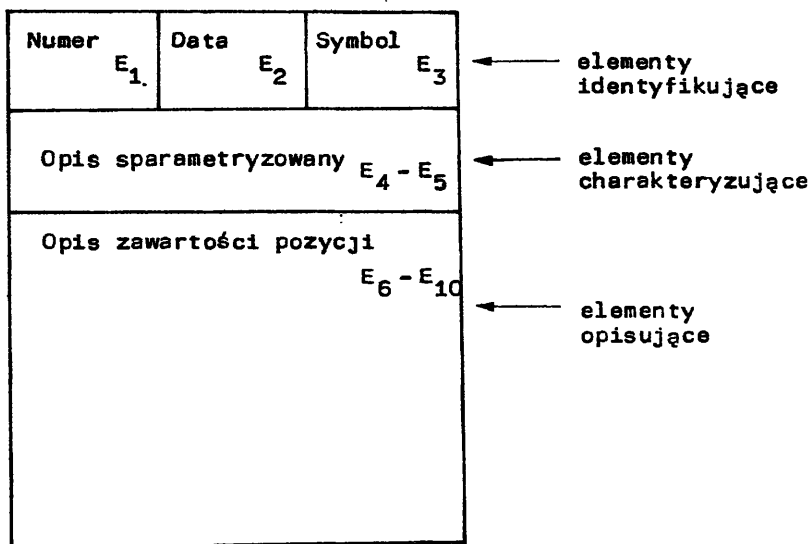 Numer Data Symbol
E₁. E₂ E₃
elementy
identyfikujące
Opis sparametryzowany E₄ - E₅
elementy
charakteryzujące
Opis zawartości pozycji
E₆ - E₁₀
elementy
opisujące